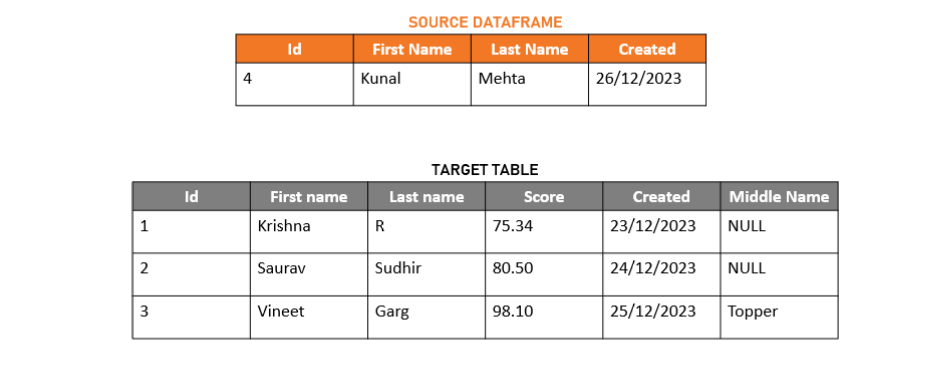 SOURCE DATAFRAME
Id First Name Last Name Created
4 Kunal Mehta 26/12/2023
TARGET TABLE
Id First name Last name Score Created Middle Name
1 Krishna R 75.34 23/12/2023 NULL
2 Saurav Sudhir 80.50 24/12/2023 NULL
3 Vineet Garg 98.10 25/12/2023 Topper